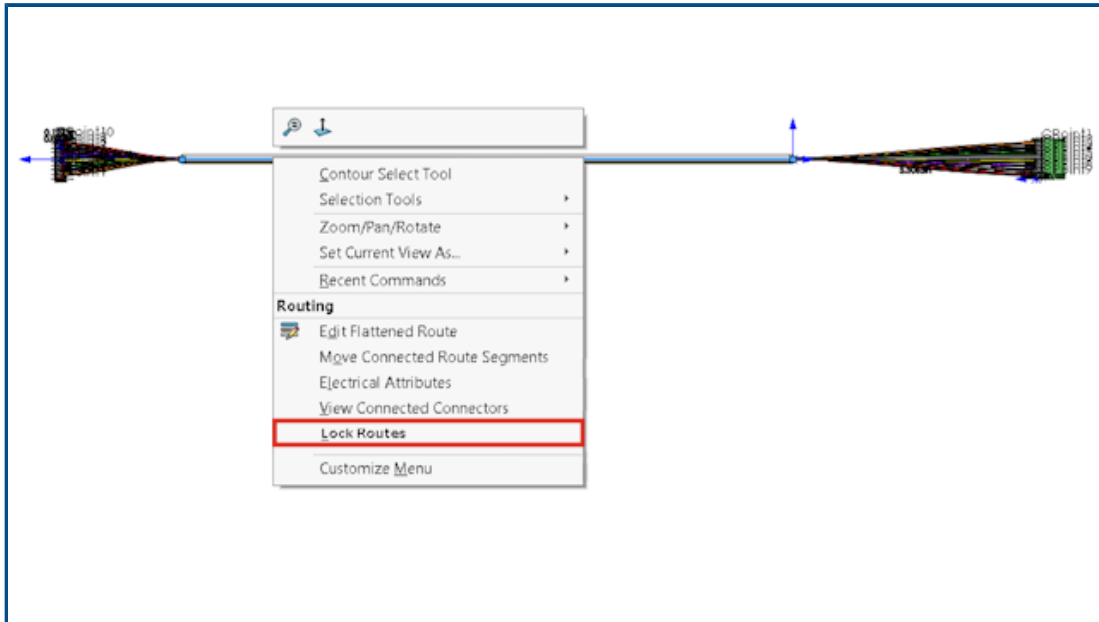 Contour Select Tool
Selection Tools
Zoom/Pan/Rotate
Set Current View As...
Recent Commands
Routing
Edit Flattened Route
Move Connected Route Segments
Electrical Attributes
View Connected Connectors
Lock Routes
Customize Menu